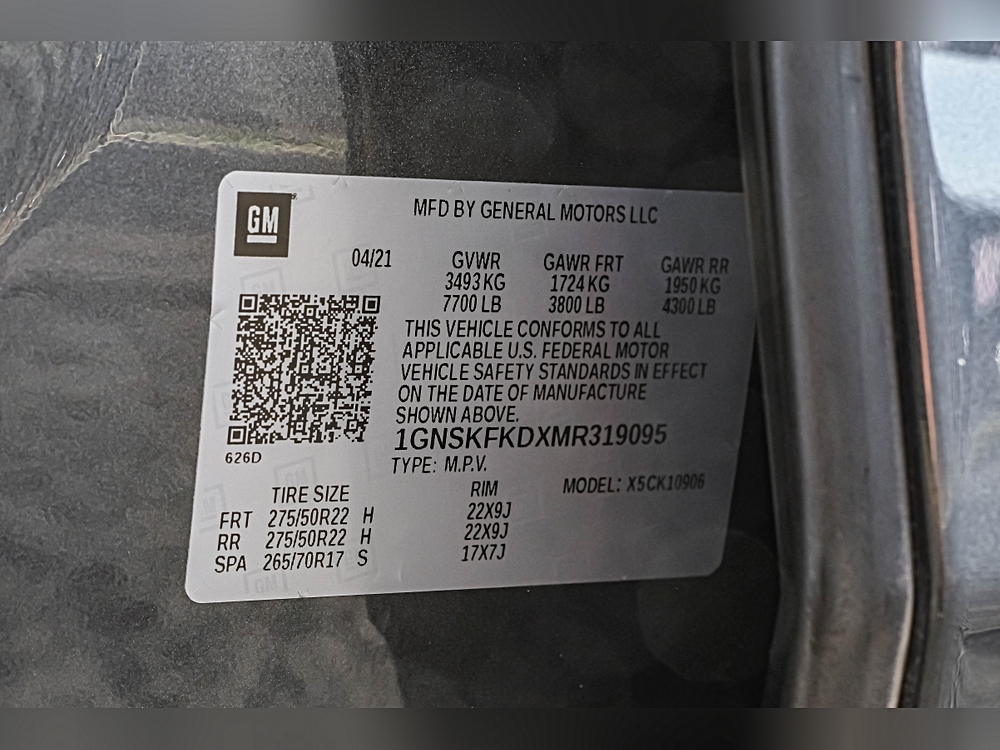 GM
MFD BY GENERAL MOTORS LLC
04/21 GVWR GAWR FRT GAWR RR
3493 KG 1724 KG 1950 KG
7700 LB 3800 LB 4300 LB
THIS VEHICLE CONFORMS TO ALL
APPLICABLE U.S. FEDERAL MOTOR
VEHICLE SAFETY STANDARDS IN EFFECT
ON THE DATE OF MANUFACTURE
SHOWN ABOVE.
1GNSKFKDXMR319095
626D
TYPE: M.P.V.
MODEL: X5CK10906
TIRE SIZE RIM
FRT 275/50R22 H 22X9J
RR 275/50R22 H 22X9J
SPA 265/70R17 S 17X7J